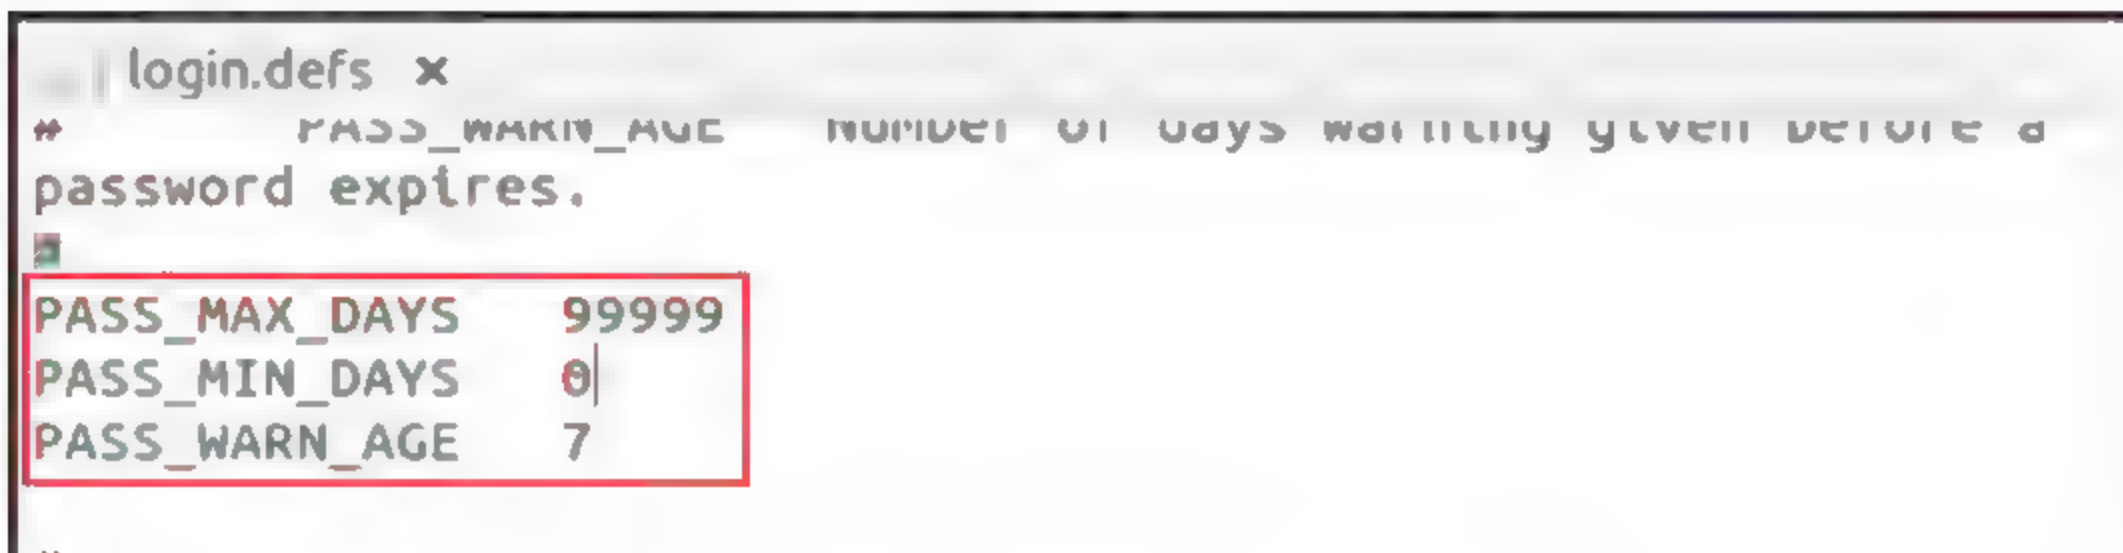 login.defs ×
# PASS_WARN_AGE Number of days warning given before a
password expires.
#
PASS_MAX_DAYS 99999
PASS_MIN_DAYS 0
PASS_WARN_AGE 7